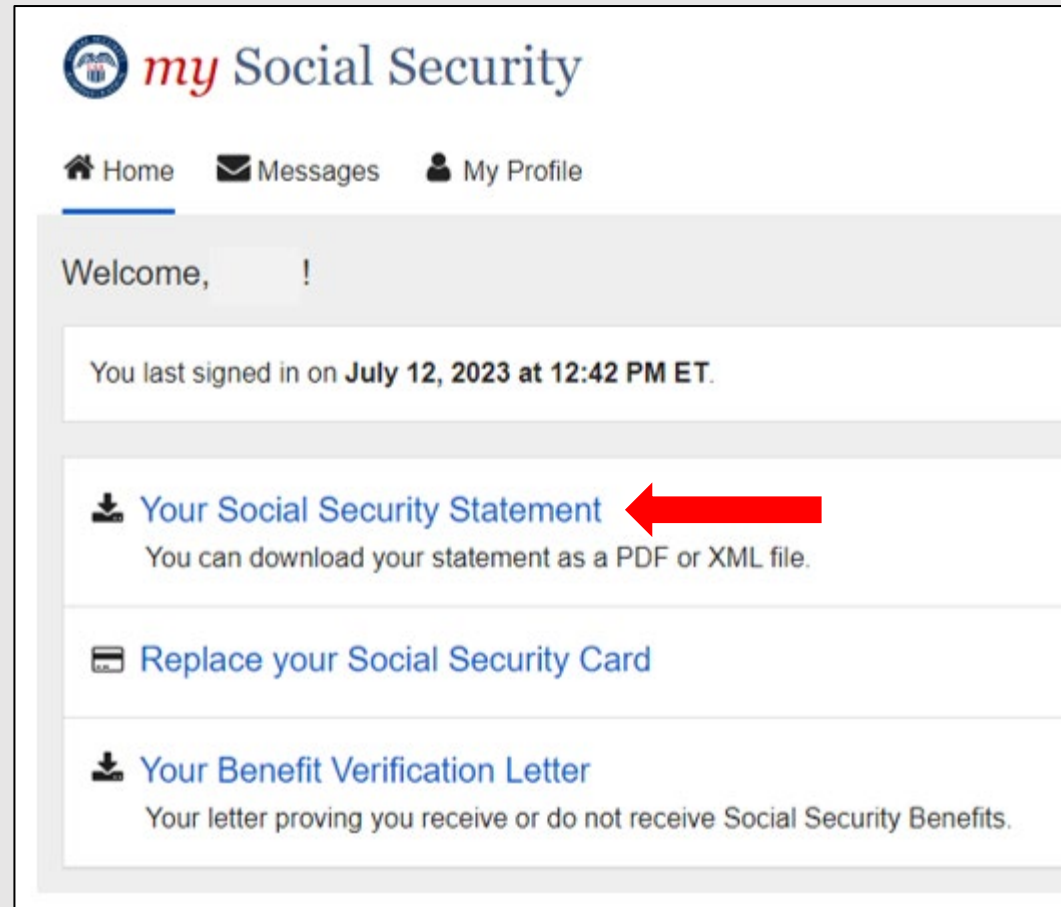 my Social Security
Home Messages My Profile
Welcome, !
You last signed in on July 12, 2023 at 12:42 PM ET.
Your Social Security Statement
You can download your statement as a PDF or XML file.
Replace your Social Security Card
Your Benefit Verification Letter
Your letter proving you receive or do not receive Social Security Benefits.